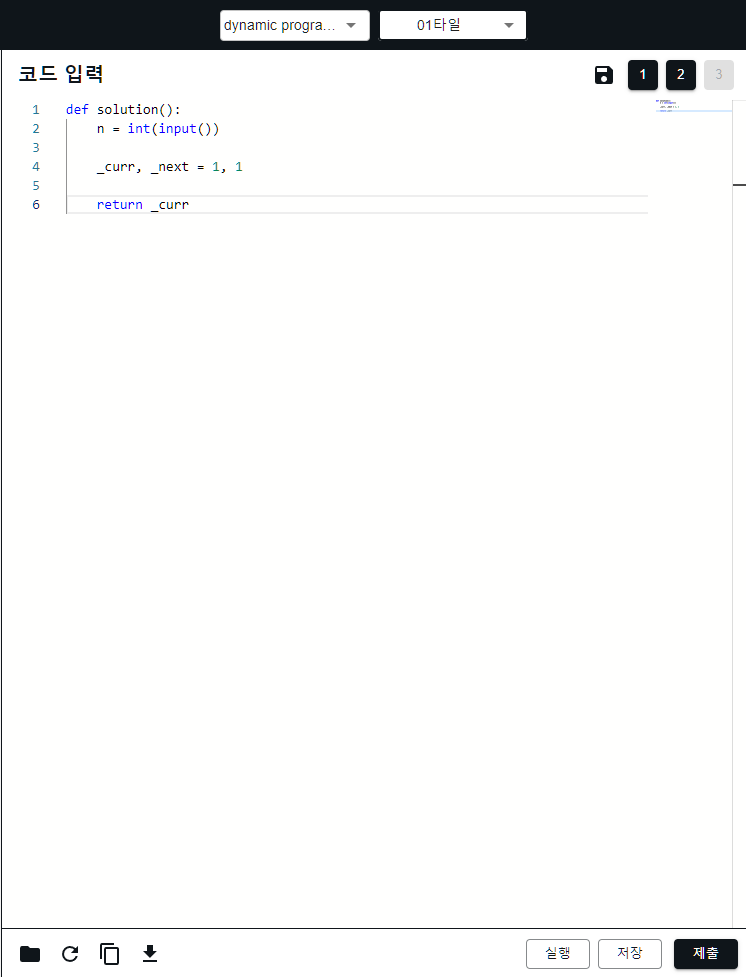 dynamic progra... 01타일
코드 입력 1 2 3
1 def solution():
2 n = int(input())
3
4 _curr, _next = 1, 1
5
6 return _curr
실행 저장 제출